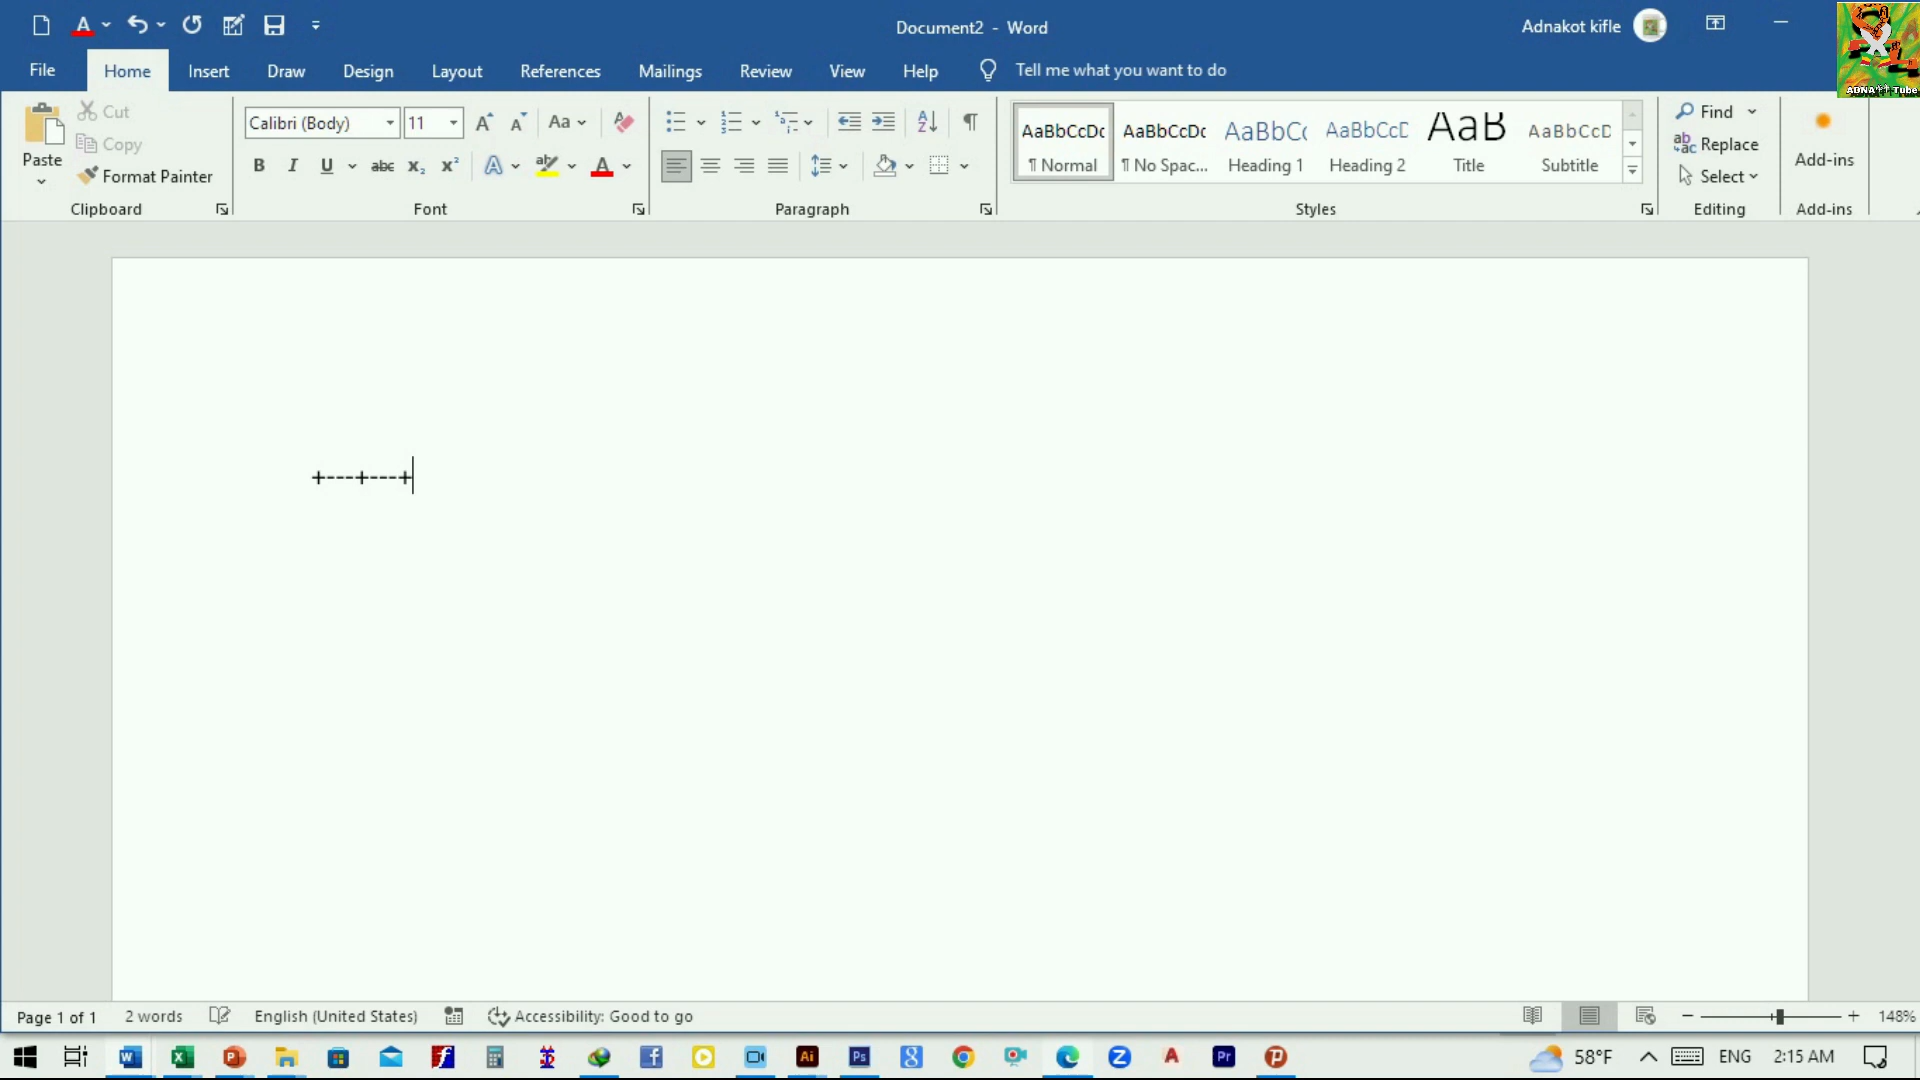 Document2 - Word
Adnakot kifle
ADNA Tube
File Home Insert Draw Design Layout References Mailings Review View Help Tell me what you want to do
Paste
Cut
Copy
Format Painter
Clipboard
Calibri (Body) 11
Aa
B I U abc x₂ x² A ab A
Font
Paragraph
AaBbCcDc ¶ Normal
AaBbCcDc ¶ No Spac...
AaBbCc Heading 1
AaBbCcD Heading 2
AaB Title
AaBbCcD Subtitle
Styles
Find
Replace
Select
Editing
Add-ins
Add-ins
+---+---+
Page 1 of 1 2 words English (United States) Accessibility: Good to go 148%
58°F ENG 2:15 AM